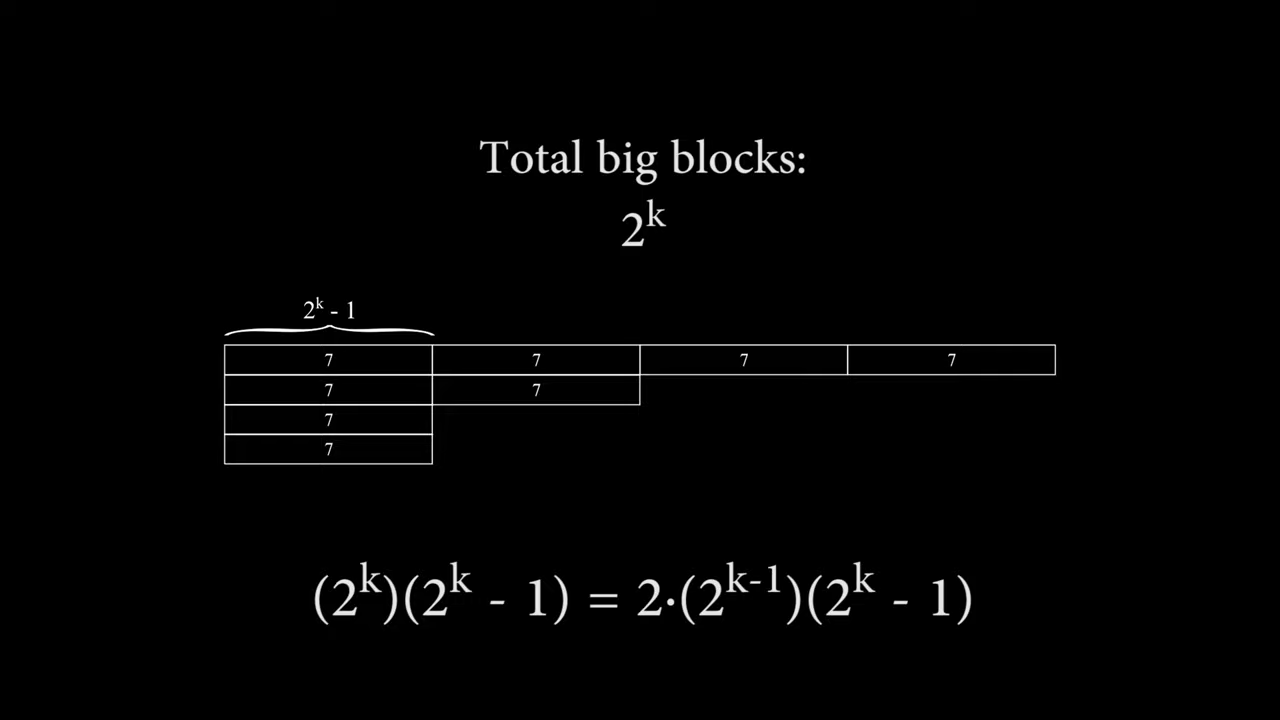 Total big blocks:
2^k
2^k - 1
7 7 7 7
7 7
7
7
(2^k)(2^k - 1) = 2·(2^k-1)(2^k - 1)